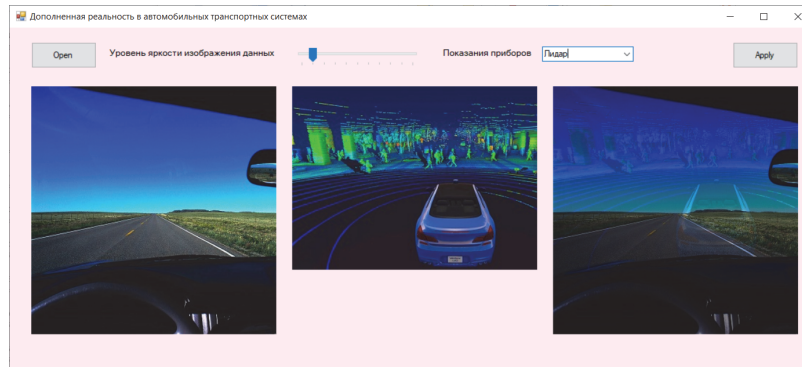 Дополненная реальность в автомобильных транспортных системах
Open Уровень яркости изображения данных Показания приборов Лидар Apply